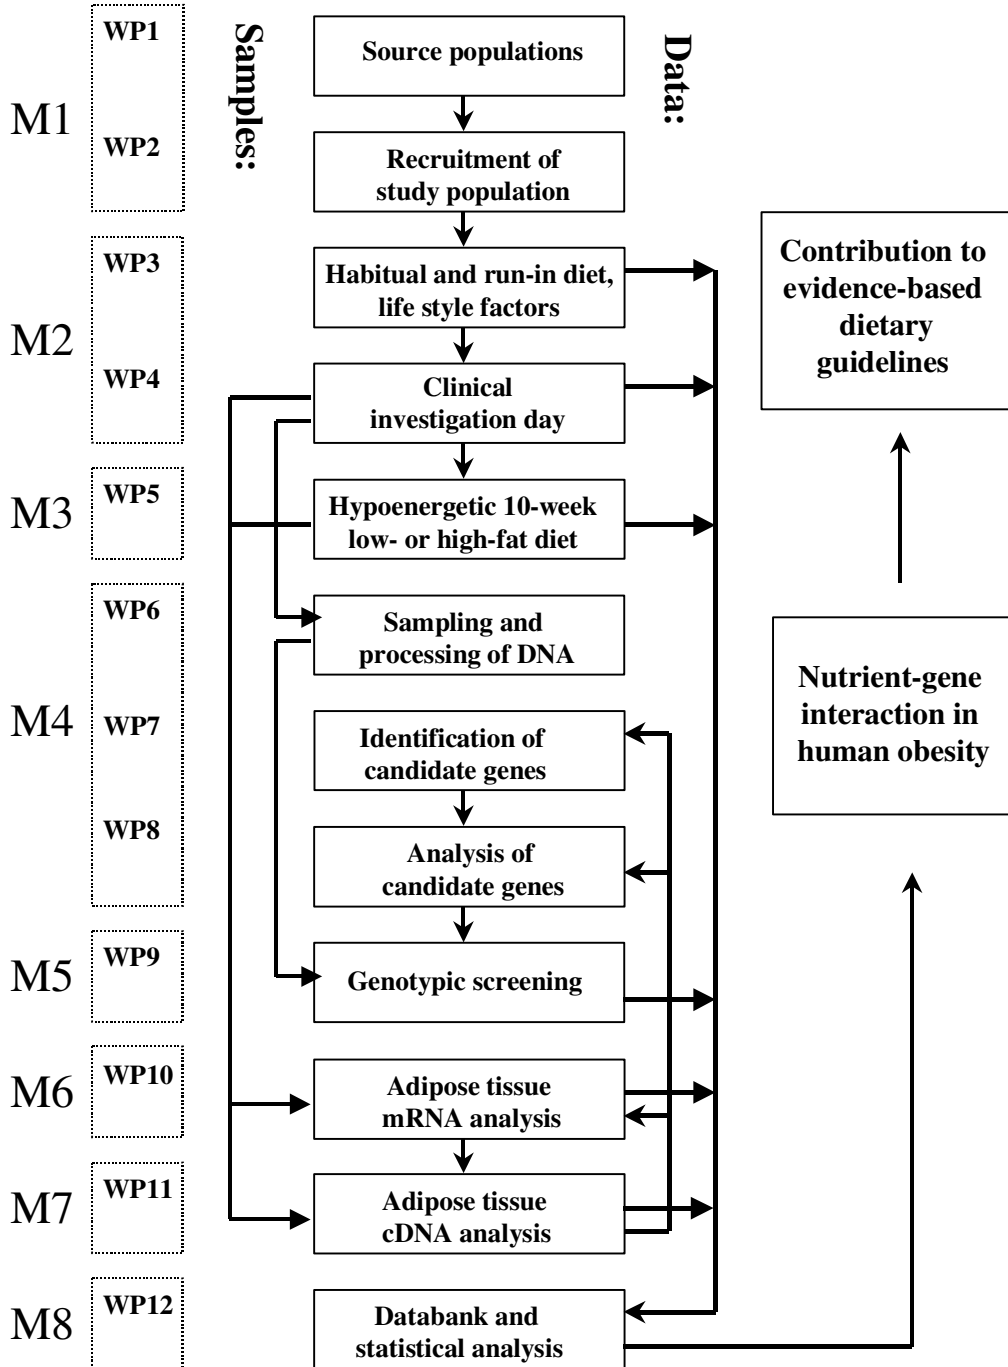 M1
WP1
WP2
Samples::
Source populations
Data:
Recruitment of
study population
M2
WP3
WP4
Habitual and run-in diet,
life style factors
Clinical
investigation day
M3
WP5
Hypoenergetic 10-week
low- or high-fat diet
M4
WP6
WP7
WP8
Sampling and
processing of DNA
Identification of
candidate genes
Analysis of
candidate genes
M5
WP9
Genotypic screening
M6
WP10
Adipose tissue
mRNA analysis
M7
WP11
Adipose tissue
cDNA analysis
M8
WP12
Databank and
statistical analysis
Contribution to
evidence-based
dietary
guidelines
Nutrient-gene
interaction in
human obesity